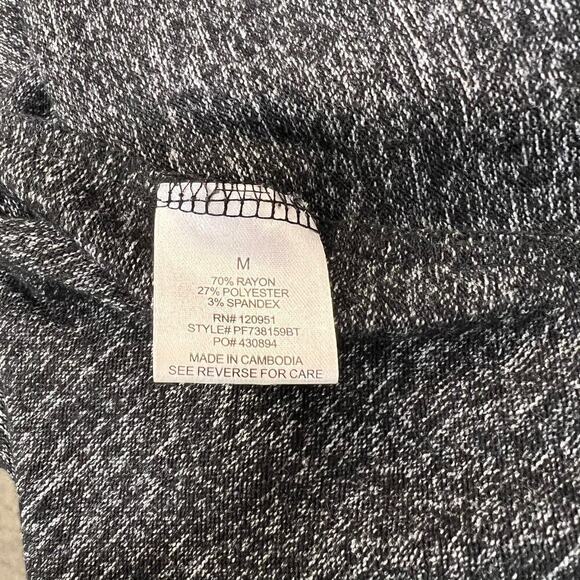 M
70% RAYON
27% POLYESTER
3% SPANDEX
RN# 120951
STYLE# PF738159BT
PO# 430894
MADE IN CAMBODIA
SEE REVERSE FOR CARE